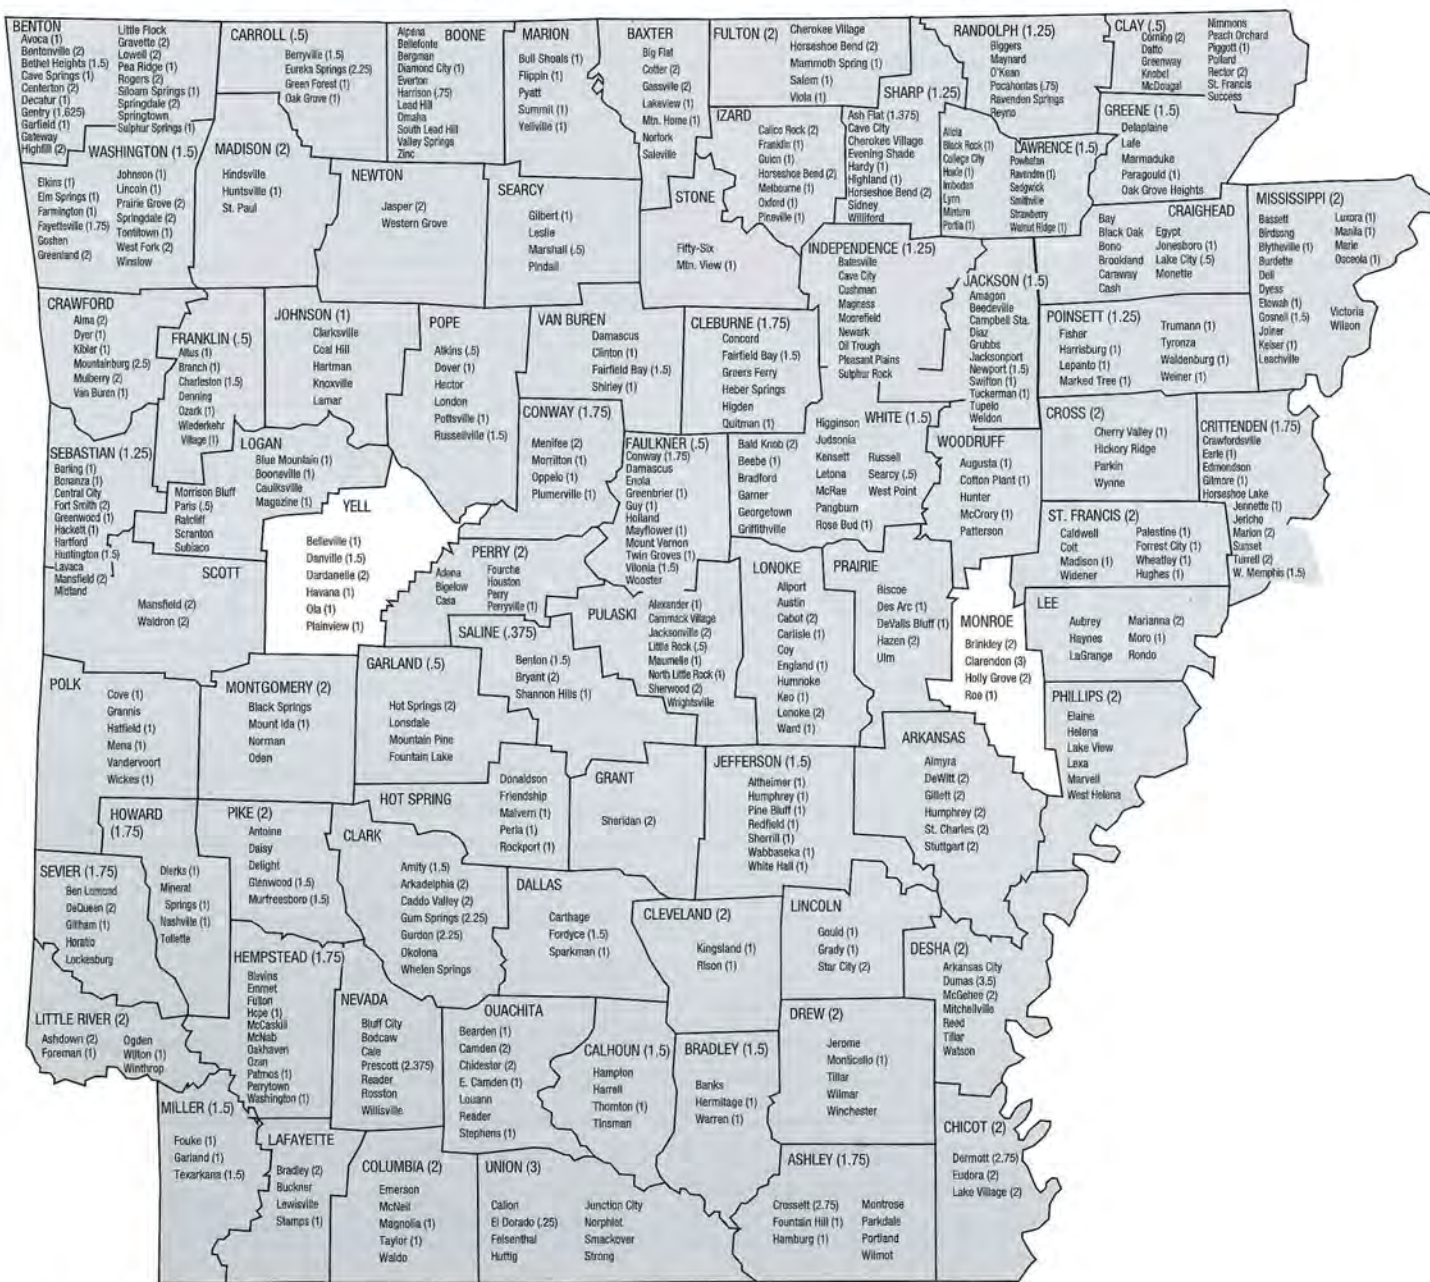 BENTON
Avoca (1)
Bentonville (2)
Bethel Heights (1.5)
Cave Springs (1)
Centerton (2)
Decatur (1)
Gentry (1.625)
Garfield (1)
Gateway
Highfill (2)
Little Flock
Gravette (2)
Lowell (2)
Pea Ridge (1)
Rogers (2)
Siloam Springs (1)
Springdale (2)
Springtown
Sulphur Springs (1)
CARROLL (.5)
Berryville (1.5)
Eureka Springs (2.25)
Green Forest (1)
Oak Grove (1)
BOONE
Alpena
Bellefonte
Bergman
Diamond City (1)
Everton
Harrison (.75)
Lead Hill
Omaha
South Lead Hill
Valley Springs
Zinc
MARION
Bull Shoals (1)
Flippin (1)
Pyatt
Summit (1)
Yellville (1)
BAXTER
Big Flat
Cotter (2)
Gassville (2)
Lakeview (1)
Mtn. Home (1)
Norfork
Saleville
FULTON (2)
Cherokee Village
Horseshoe Bend (2)
Mammoth Spring (1)
Salem (1)
Viola (1)
SHARP (1.25)
Ash Flat (1.375)
Cave City
Cherokee Village
Evening Shade
Hardy (1)
Highland (1)
Horseshoe Bend (2)
Sidney
Williford
RANDOLPH (1.25)
Biggers
Maynard
O'Kean
Pocahontas (.75)
Ravenden Springs
Reyno
CLAY (.5)
Corning (2)
Datto
Greenway
Knobel
McDougal
Nimmons
Peach Orchard
Piggott (1)
Pollard
Rector (2)
St. Francis
Success
WASHINGTON (1.5)
Elkins (1)
Elm Springs (1)
Farmington (1)
Fayettsville (1.75)
Goshen
Greenland (2)
Johnson (1)
Lincoln (1)
Prairie Grove (2)
Springdale (2)
Tontitown (1)
West Fork (2)
Winslow
MADISON (2)
Hindsville
Huntsville (1)
St. Paul
NEWTON
Jasper (2)
Western Grove
SEARCY
Gilbert (1)
Leslie
Marshall (.5)
Pindall
STONE
Fifty-Six
Mtn. View (1)
IZARD
Calico Rock (2)
Franklin (1)
Guion (1)
Horseshoe Bend (2)
Melbourne (1)
Oxford (1)
Pineville (1)
LAWRENCE (1.5)
Alicia
Black Rock (1)
College City
Hoxie (1)
Imboden
Lynn
Minturn
Portia (1)
Powhatan
Ravenden (1)
Sedgwick
Smithville
Strawberry
Walnut Ridge (1)
GREENE (1.5)
Delaplaine
Lafe
Marmaduke
Paragould (1)
Oak Grove Heights
CRAIGHEAD
Bay
Black Oak
Bono
Brookland
Caraway
Cash
Egypt
Jonesboro (1)
Lake City (.5)
Monette
MISSISSIPPI (2)
Bassett
Birdsong
Blytheville (1)
Burdette
Dell
Dyess
Etowah (1)
Gosnell (1.5)
Joiner
Keiser (1)
Leachville
Luxora (1)
Manila (1)
Marie
Osceola (1)
Victoria
Wilson
CRAWFORD
Alma (2)
Dyer (1)
Kibler (1)
Mountainburg (2.5)
Mulberry (2)
Van Buren (1)
FRANKLIN (.5)
Altus (1)
Branch (1)
Charleston (1.5)
Denning
Ozark (1)
Wiederkehr
Village (1)
JOHNSON (1)
Clarksville
Coal Hill
Hartman
Knoxville
Lamar
POPE
Atkins (.5)
Dover (1)
Hector
London
Pottsville (1)
Russellville (1.5)
VAN BUREN
Damascus
Clinton (1)
Fairfield Bay (1.5)
Shirley (1)
CLEBURNE (1.75)
Concord
Fairfield Bay (1.5)
Greers Ferry
Heber Springs
Higden
Quitman (1)
INDEPENDENCE (1.25)
Batesville
Cave City
Cushman
Magness
Moorefield
Newark
Oil Trough
Pleasant Plains
Sulphur Rock
JACKSON (1.5)
Amagon
Beedeville
Campbell Sta.
Diaz
Grubbs
Jacksonport
Newport (1.5)
Swifton (1)
Tuckerman (1)
Tupelo
Weldon
POINSETT (1.25)
Fisher
Harrisburg (1)
Lepanto (1)
Marked Tree (1)
Trumann (1)
Tyronza
Waldenburg (1)
Weiner (1)
CROSS (2)
Cherry Valley (1)
Hickory Ridge
Parkin
Wynne
CRITTENDEN (1.75)
Crawfordsville
Earle (1)
Edmondson
Gilmore (1)
Horseshoe Lake
Jennette (1)
Jericho
Marion (2)
Sunset
Turrell (2)
W. Memphis (1.5)
SEBASTIAN (1.25)
Barling (1)
Bonanza (1)
Central City
Fort Smith (2)
Greenwood (1)
Hackett (1)
Hartford
Huntington (1.5)
Lavaca
Mansfield (2)
Midland
LOGAN
Blue Mountain (1)
Booneville (1)
Caulksville
Magazine (1)
Morrison Bluff
Paris (.5)
Ratcliff
Scranton
Subiaco
YELL
Belleville (1)
Danville (1.5)
Dardanelle (2)
Havana (1)
Ola (1)
Plainview (1)
CONWAY (1.75)
Menifee (2)
Morrilton (1)
Oppelo (1)
Plumerville (1)
FAULKNER (.5)
Conway (1.75)
Damascus
Enola
Greenbrier (1)
Guy (1)
Holland
Mayflower (1)
Mount Vernon
Twin Groves (1)
Vilonia (1.5)
Wooster
WHITE (1.5)
Bald Knob (2)
Beebe (1)
Bradford
Garner
Georgetown
Griffithville
Higginson
Judsonia
Kensett
Letona
McRae
Pangburn
Rose Bud (1)
Russell
Searcy (.5)
West Point
WOODRUFF
Augusta (1)
Cotton Plant (1)
Hunter
McCrory (1)
Patterson
ST. FRANCIS (2)
Caldwell
Colt
Madison (1)
Widener
Palestine (1)
Forrest City (1)
Wheatley (1)
Hughes (1)
SCOTT
Mansfield (2)
Waldron (2)
PERRY (2)
Adona
Bigelow
Casa
Fourche
Houston
Perry
Perryville (1)
PULASKI
Alexander (1)
Cammack Village
Jacksonville (2)
Little Rock (.5)
Maumelle (1)
North Little Rock (1)
Sherwood (2)
Wrightsville
LONOKE
Allport
Austin
Cabot (2)
Carlisle (1)
Coy
England (1)
Humnoke
Keo (1)
Lonoke (2)
Ward (1)
PRAIRIE
Biscoe
Des Arc (1)
DeValls Bluff (1)
Hazen (2)
Ulm
MONROE
Brinkley (2)
Clarendon (3)
Holly Grove (2)
Roe (1)
LEE
Aubrey
Haynes
LaGrange
Marianna (2)
Moro (1)
Rondo
POLK
Cove (1)
Grannis
Hatfield (1)
Mena (1)
Vandervoort
Wickes (1)
MONTGOMERY (2)
Black Springs
Mount Ida (1)
Norman
Oden
GARLAND (.5)
Hot Springs (2)
Lonsdale
Mountain Pine
Fountain Lake
SALINE (.375)
Benton (1.5)
Bryant (2)
Shannon Hills (1)
PHILLIPS (2)
Elaine
Helena
Lake View
Lexa
Marvell
West Helena
HOWARD
(1.75)
Dierks (1)
Mineral
Springs (1)
Nashville (1)
Tollette
PIKE (2)
Antoine
Daisy
Delight
Glenwood (1.5)
Murfreesboro (1.5)
HOT SPRING
Donaldson
Friendship
Malvern (1)
Perla (1)
Rockport (1)
GRANT
Sheridan (2)
JEFFERSON (1.5)
Altheimer (1)
Humphrey (1)
Pine Bluff (1)
Redfield (1)
Sherrill (1)
Wabbaseka (1)
White Hall (1)
ARKANSAS
Almyra
DeWitt (2)
Gillett (2)
Humphrey (2)
St. Charles (2)
Stuttgart (2)
SEVIER (1.75)
Ben Lomond
DeQueen (2)
Gillham (1)
Horatio
Lockesburg
CLARK
Amity (1.5)
Arkadelphia (2)
Caddo Valley (2)
Gum Springs (2.25)
Gurdon (2.25)
Okolona
Whelen Springs
DALLAS
Carthage
Fordyce (1.5)
Sparkman (1)
CLEVELAND (2)
Kingsland (1)
Rison (1)
LINCOLN
Gould (1)
Grady (1)
Star City (2)
DESHA (2)
Arkansas City
Dumas (3.5)
McGehee (2)
Mitchellville
Reed
Tillar
Watson
LITTLE RIVER (2)
Ashdown (2)
Foreman (1)
Ogden
Wilton (1)
Winthrop
HEMPSTEAD (1.75)
Blevins
Emmet
Fulton
Hope (1)
McCaskill
McNab
Oakhaven
Ozan
Patmos (1)
Perrytown
Washington (1)
NEVADA
Bluff City
Bodcaw
Cale
Prescott (2.375)
Reader
Rosston
Willisville
OUACHITA
Bearden (1)
Camden (2)
Chidester (2)
E. Camden (1)
Louann
Reader
Stephens (1)
CALHOUN (1.5)
Hampton
Harrell
Thornton (1)
Tinsman
BRADLEY (1.5)
Banks
Hermitage (1)
Warren (1)
DREW (2)
Jerome
Monticello (1)
Tillar
Wilmar
Winchester
CHICOT (2)
Dermott (2.75)
Eudora (2)
Lake Village (2)
MILLER (1.5)
Fouke (1)
Garland (1)
Texarkana (1.5)
LAFAYETTE
Bradley (2)
Buckner
Lewisville
Stamps (1)
COLUMBIA (2)
Emerson
McNeil
Magnolia (1)
Taylor (1)
Waldo
UNION (3)
Calion
El Dorado (.25)
Felsenthal
Huttig
Junction City
Norphlet
Smackover
Strong
ASHLEY (1.75)
Crossett (2.75)
Fountain Hill (1)
Hamburg (1)
Montrose
Parkdale
Portland
Wilmot